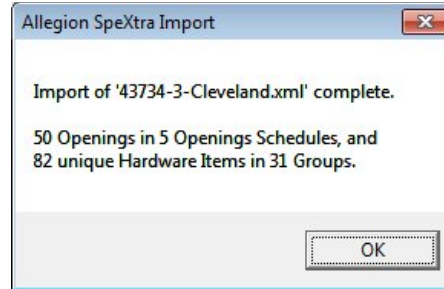 Allegion SpeXtra Import
Import of '43734-3-Cleveland.xml' complete.
50 Openings in 5 Openings Schedules, and
82 unique Hardware Items in 31 Groups.
OK